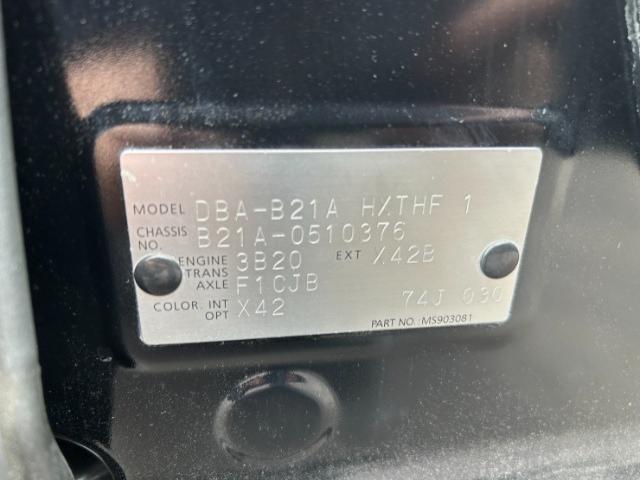 MODEL DBA-B21A HXTHF 1
CHASSIS NO. B21A-0510376
ENGINE 3B20 EXT X42B
TRANS AXLE F1CJB
COLOR. INT OPT X42 74J 030
PART NO.:MS903081